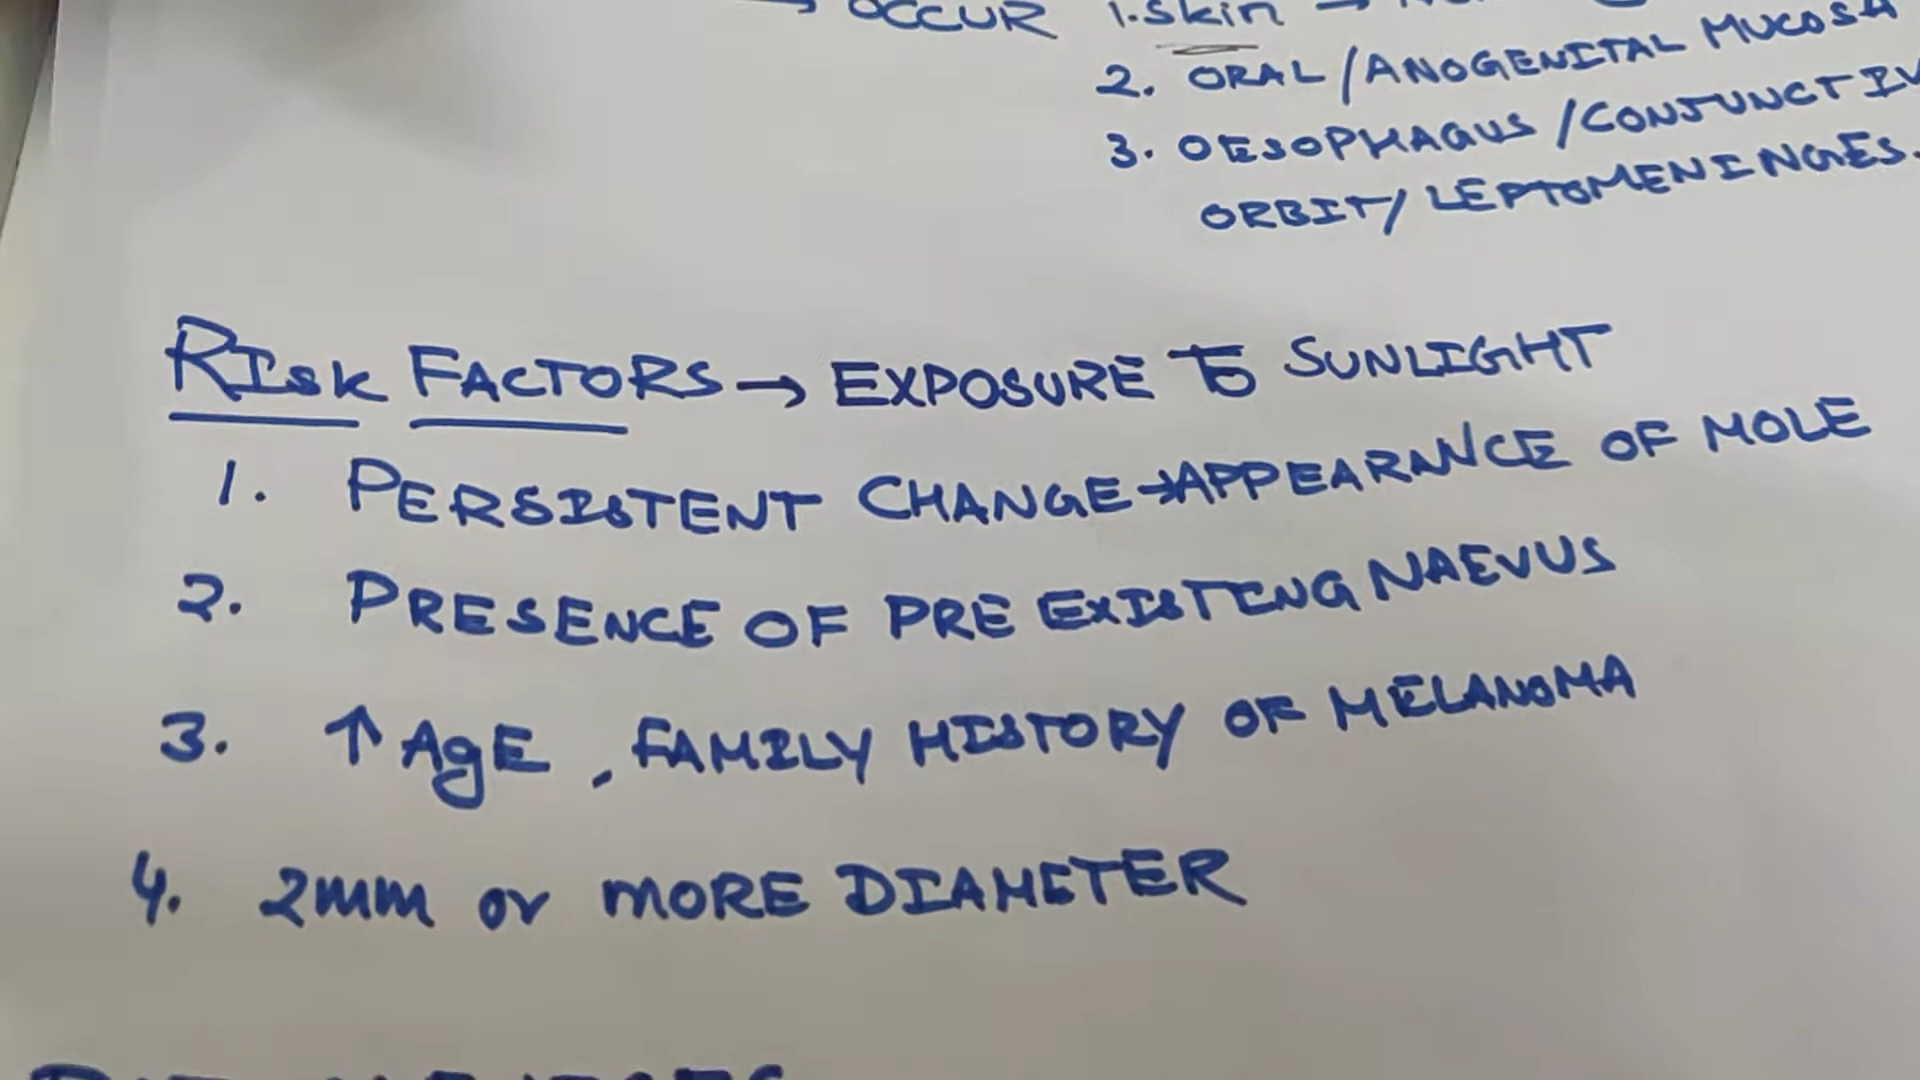 OCCUR 1. Skin →
2. ORAL/ANOGENITAL MUCOSA
3. OESOPHAGUS/CONJUNCTIV
ORBIT/LEPTOMENINGES.
RISK FACTORS → EXPOSURE TO SUNLIGHT
1. PERSISTENT CHANGE→APPEARANCE OF MOLE
2. PRESENCE OF PRE EXISTING NAEVUS
3. ↑ AgE, FAMILY HISTORY OF MELANOMA
4. 2mm or MORE DIAMETER